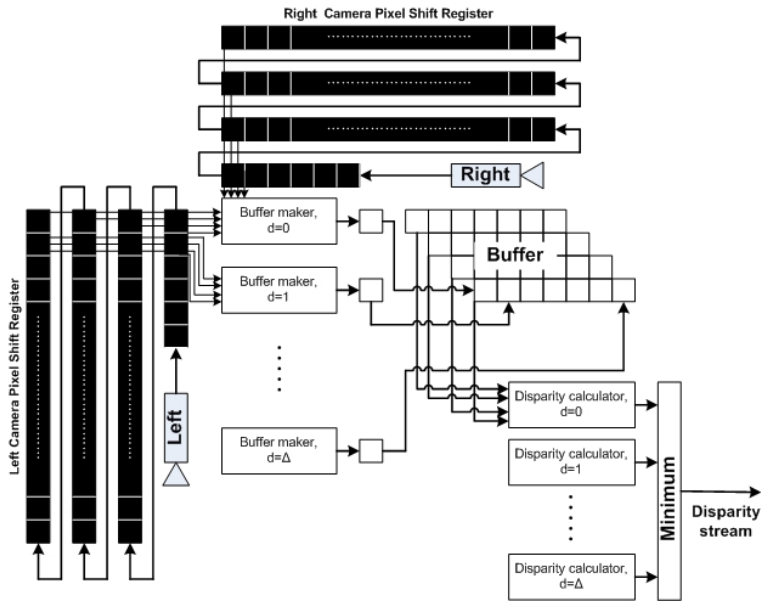 Right Camera Pixel Shift Register
Right
Buffer maker,
d=0
Buffer
Buffer maker,
d=1
Left Camera Pixel Shift Register
Left
Disparity calculator,
d=0
Buffer maker,
d=Δ
Disparity calculator,
d=1
Minimum
Disparity
stream
Disparity calculator,
d=Δ